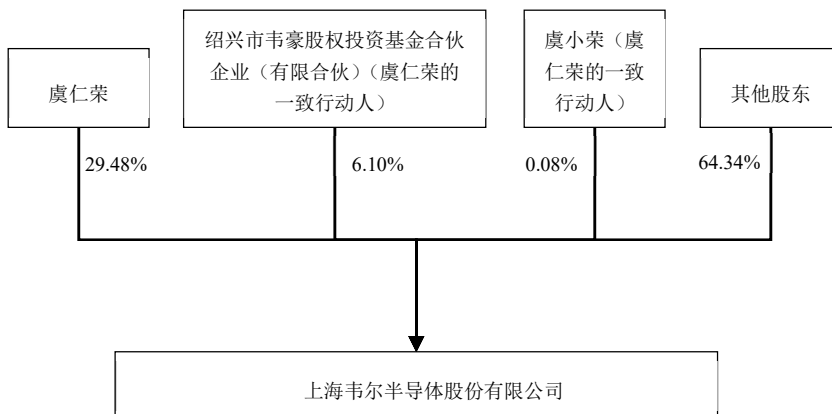 虞仁荣
绍兴市韦豪股权投资基金合伙
企业（有限合伙）（虞仁荣的
一致行动人）
虞小荣（虞
仁荣的一致
行动人）
其他股东
29.48%
6.10%
0.08%
64.34%
上海韦尔半导体股份有限公司